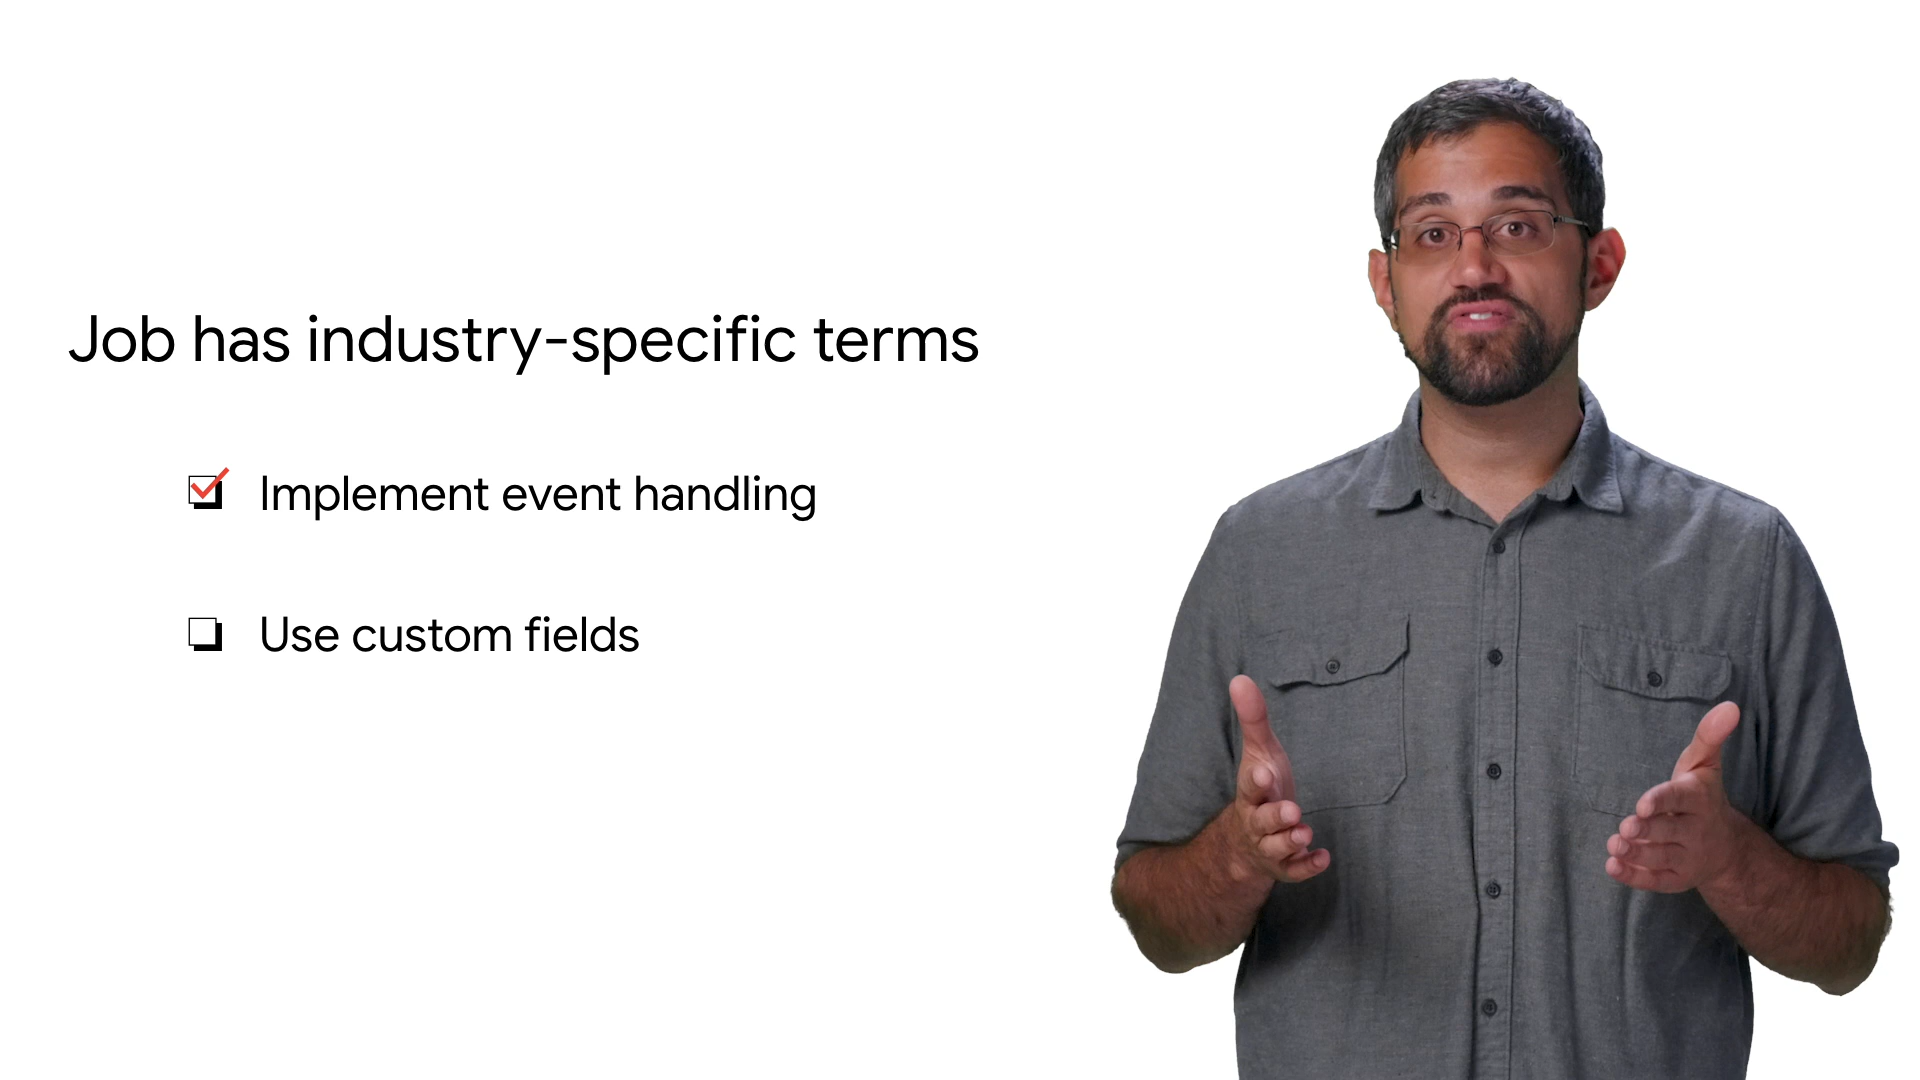 Job has industry-specific terms
Implement event handling
Use custom fields